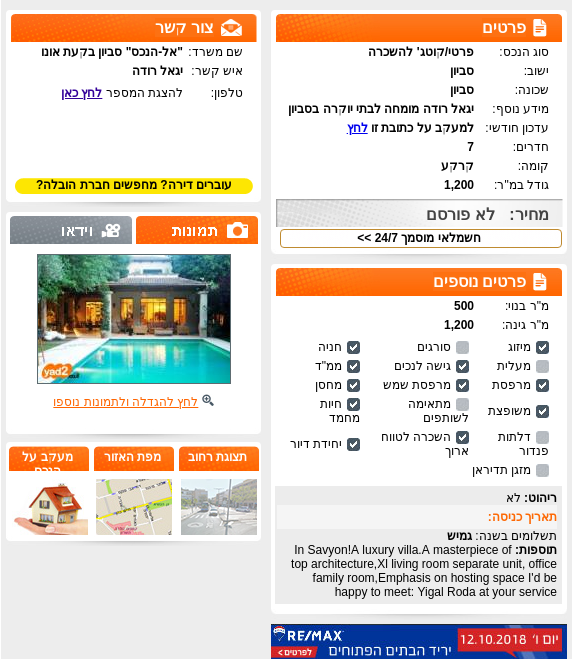 פרטים
סוג הנכס: פרטי/קוטג' להשכרה
ישוב: סביון
שכונה: סביון
מידע נוסף: יגאל רודה מומחה לבתי יוקרה בסביון
עדכון חודשי: למעקב על כתובת זו לחץ
חדרים: 7
קומה: קרקע
גודל במ"ר: 1,200
מחיר: לא פורסם
חשמלאי מוסמך 24/7 >>
פרטים נוספים
מ"ר בנוי: 500
מ"ר גינה: 1,200
מיזוג סורגים חניה
מעלית גישה לנכים ממ"ד
מרפסת מרפסת שמש מחסן
משופצת מתאימה לשותפים חיות מחמד
דלתות פנדור השכרה לטווח ארוך יחידת דיור
מזגן תדיראן
ריהוט: לא
תאריך כניסה:
תשלומים בשנה: גמיש
תוספות: In Savyon!A luxury villa.A masterpiece of
top architecture,Xl living room separate unit, office
family room,Emphasis on hosting space I'd be
happy to meet: Yigal Roda at your service
RE/MAX
יום ו' 12.10.2018
יריד הבתים הפתוחים
לפרטים >
צור קשר
שם משרד: "אל-הנכס" סביון בקעת אונו
איש קשר: יגאל רודה
טלפון: להצגת המספר לחץ כאן
עוברים דירה? מחפשים חברת הובלה?
תמונות
וידאו
yad2
לחץ להגדלה ולתמונות נוספו
תצוגת רחוב
מפת האזור
מעקב על
הנכס